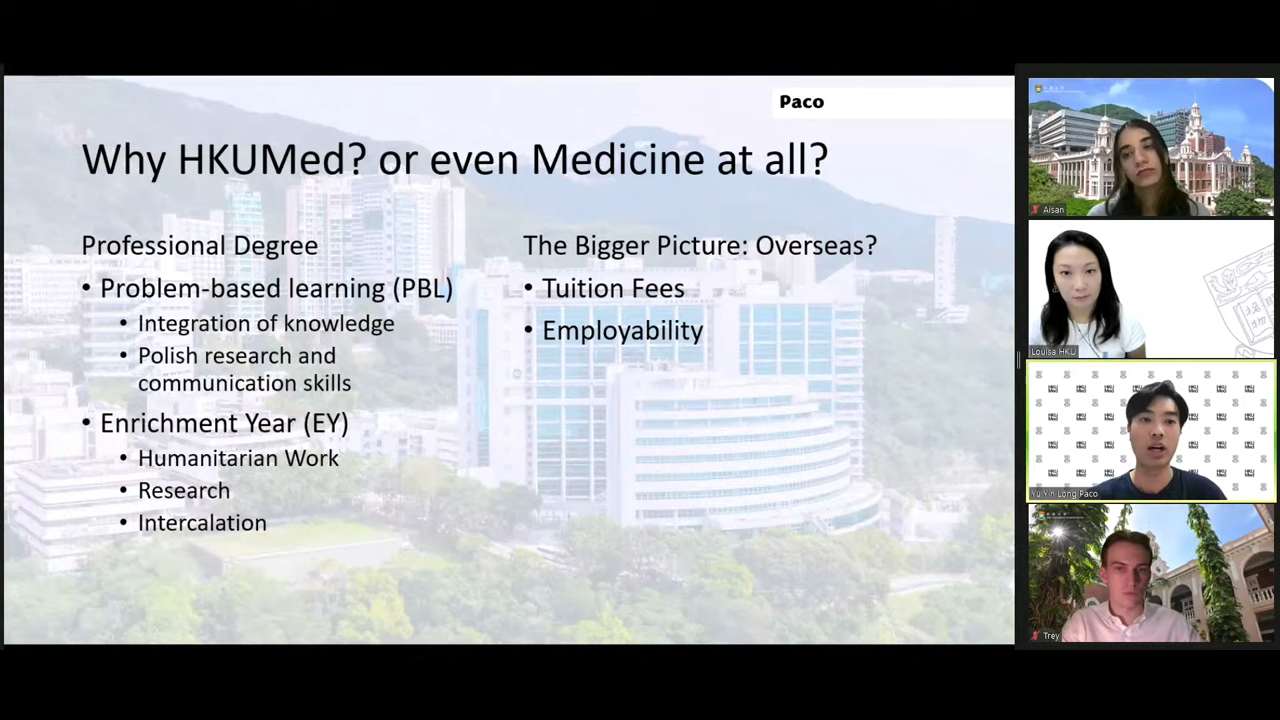 Paco
Why HKUMed? or even Medicine at all?
Professional Degree
• Problem-based learning (PBL)
• Integration of knowledge
• Polish research and
communication skills
• Enrichment Year (EY)
• Humanitarian Work
• Research
• Intercalation
The Bigger Picture: Overseas?
• Tuition Fees
• Employability
Aisan
Louisa HKU
Yu Yin Long Paco
Trey